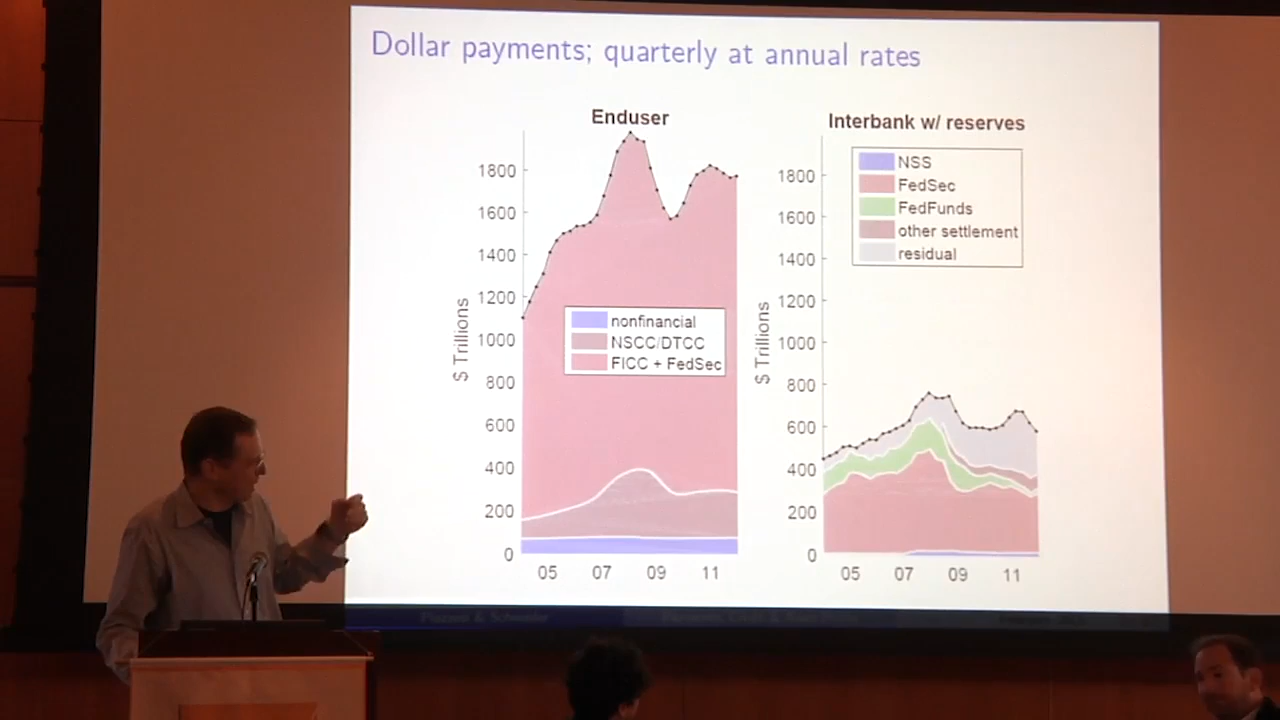 Dollar payments; quarterly at annual rates
Enduser
1800
1600
1400
1200
1000
800
600
400
200
0
$ Trillions
nonfinancial
NSCC/DTCC
FICC + FedSec
05 07 09 11
Interbank w/ reserves
1800
1600
1400
1200
1000
800
600
400
200
0
$ Trillions
NSS
FedSec
FedFunds
other settlement
residual
05 07 09 11
Piazzesi & Schneider